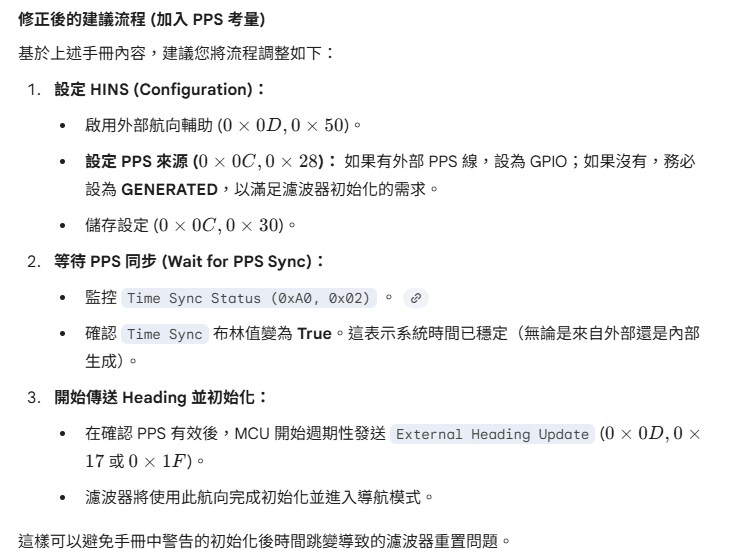 修正後的建議流程 (加入 PPS 考量)
基於上述手冊內容，建議您將流程調整如下：
1. 設定 HINS (Configuration)：
• 啟用外部航向輔助 (0 × 0D, 0 × 50)。
• 設定 PPS 來源 (0 × 0C, 0 × 28)： 如果有外部 PPS 線，設為 GPIO；如果沒有，務必
設為 GENERATED，以滿足濾波器初始化的需求。
• 儲存設定 (0 × 0C, 0 × 30)。
2. 等待 PPS 同步 (Wait for PPS Sync)：
• 監控 Time Sync Status (0xA0, 0x02) 。
• 確認 Time Sync 布林值變為 True。這表示系統時間已穩定（無論是來自外部還是內部
生成）。
3. 開始傳送 Heading 並初始化：
• 在確認 PPS 有效後，MCU 開始週期性發送 External Heading Update (0 × 0D, 0 ×
17 或 0 × 1F)。
• 濾波器將使用此航向完成初始化並進入導航模式。
這樣可以避免手冊中警告的初始化後時間跳變導致的濾波器重置問題。